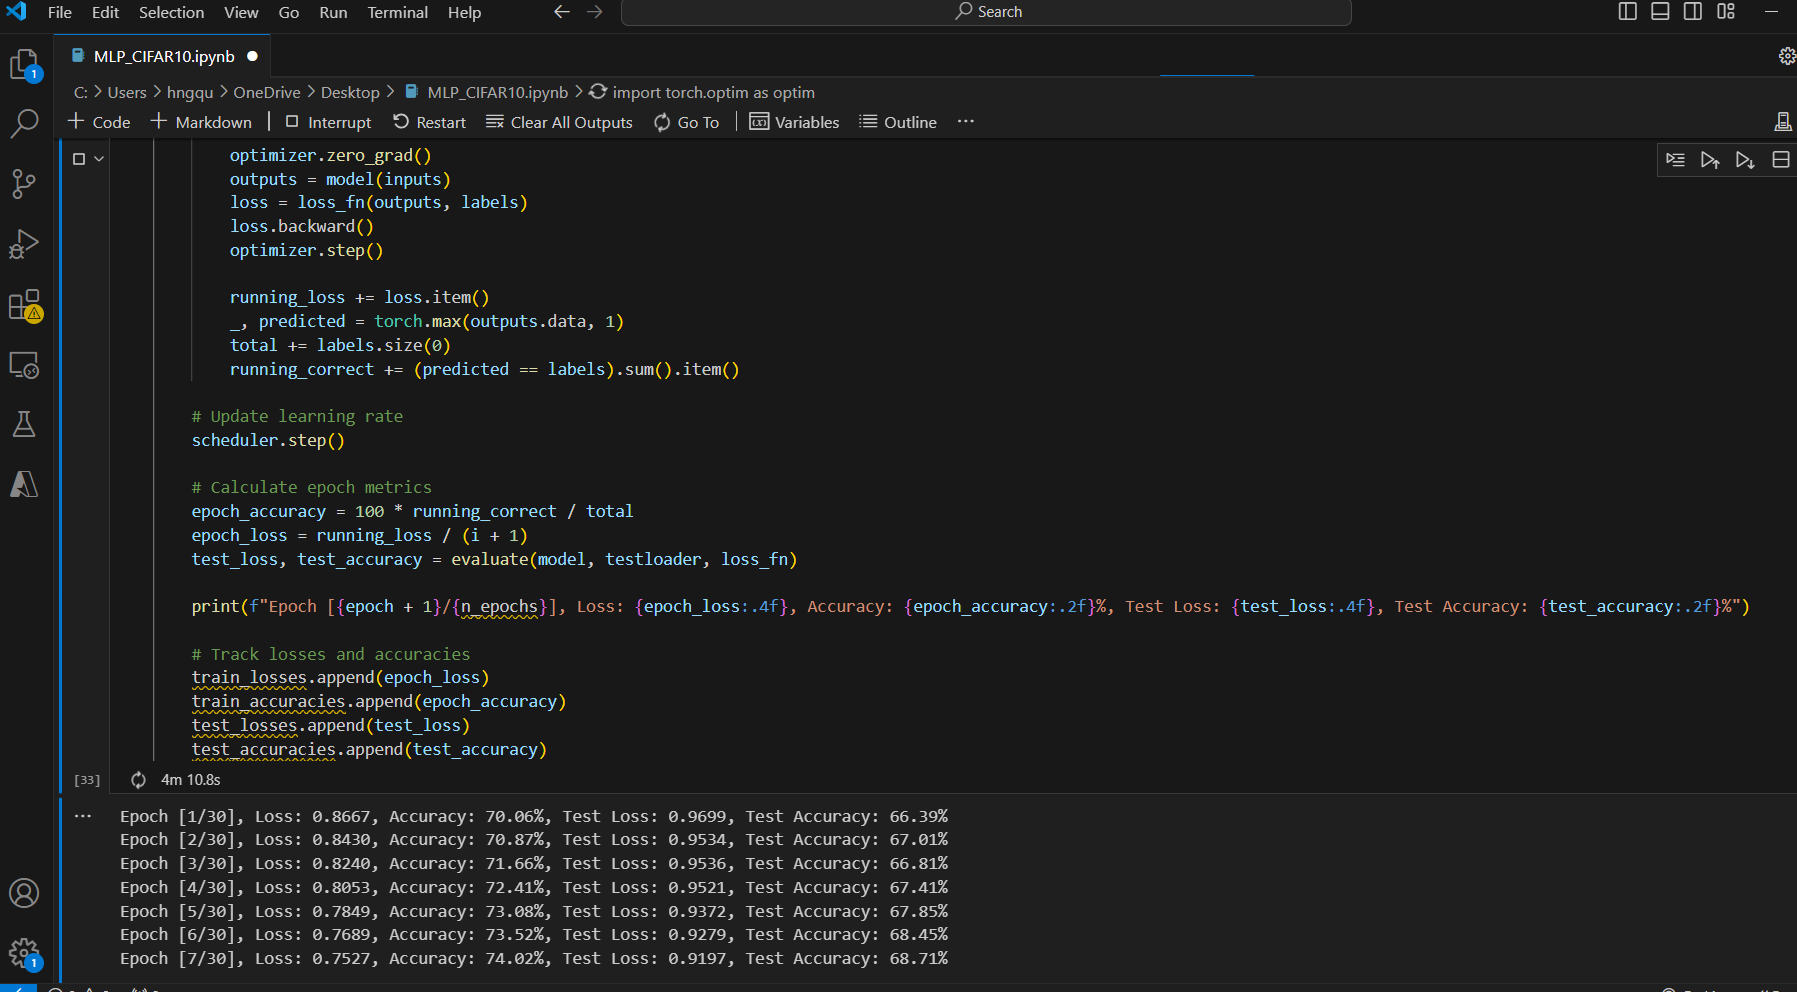 File Edit Selection View Go Run Terminal Help Search
MLP_CIFAR10.ipynb
C: > Users > hngqu > OneDrive > Desktop > MLP_CIFAR10.ipynb > import torch.optim as optim
+ Code + Markdown | Interrupt Restart Clear All Outputs Go To | Variables Outline ...
optimizer.zero_grad()
outputs = model(inputs)
loss = loss_fn(outputs, labels)
loss.backward()
optimizer.step()
running_loss += loss.item()
_, predicted = torch.max(outputs.data, 1)
total += labels.size(0)
running_correct += (predicted == labels).sum().item()
# Update learning rate
scheduler.step()
# Calculate epoch metrics
epoch_accuracy = 100 * running_correct / total
epoch_loss = running_loss / (i + 1)
test_loss, test_accuracy = evaluate(model, testloader, loss_fn)
print(f"Epoch [{epoch + 1}/{n_epochs}], Loss: {epoch_loss:.4f}, Accuracy: {epoch_accuracy:.2f}%, Test Loss: {test_loss:.4f}, Test Accuracy: {test_accuracy:.2f}%")
# Track losses and accuracies
train_losses.append(epoch_loss)
train_accuracies.append(epoch_accuracy)
test_losses.append(test_loss)
test_accuracies.append(test_accuracy)
[33] 4m 10.8s
... Epoch [1/30], Loss: 0.8667, Accuracy: 70.06%, Test Loss: 0.9699, Test Accuracy: 66.39%
Epoch [2/30], Loss: 0.8430, Accuracy: 70.87%, Test Loss: 0.9534, Test Accuracy: 67.01%
Epoch [3/30], Loss: 0.8240, Accuracy: 71.66%, Test Loss: 0.9536, Test Accuracy: 66.81%
Epoch [4/30], Loss: 0.8053, Accuracy: 72.41%, Test Loss: 0.9521, Test Accuracy: 67.41%
Epoch [5/30], Loss: 0.7849, Accuracy: 73.08%, Test Loss: 0.9372, Test Accuracy: 67.85%
Epoch [6/30], Loss: 0.7689, Accuracy: 73.52%, Test Loss: 0.9279, Test Accuracy: 68.45%
Epoch [7/30], Loss: 0.7527, Accuracy: 74.02%, Test Loss: 0.9197, Test Accuracy: 68.71%
1
1